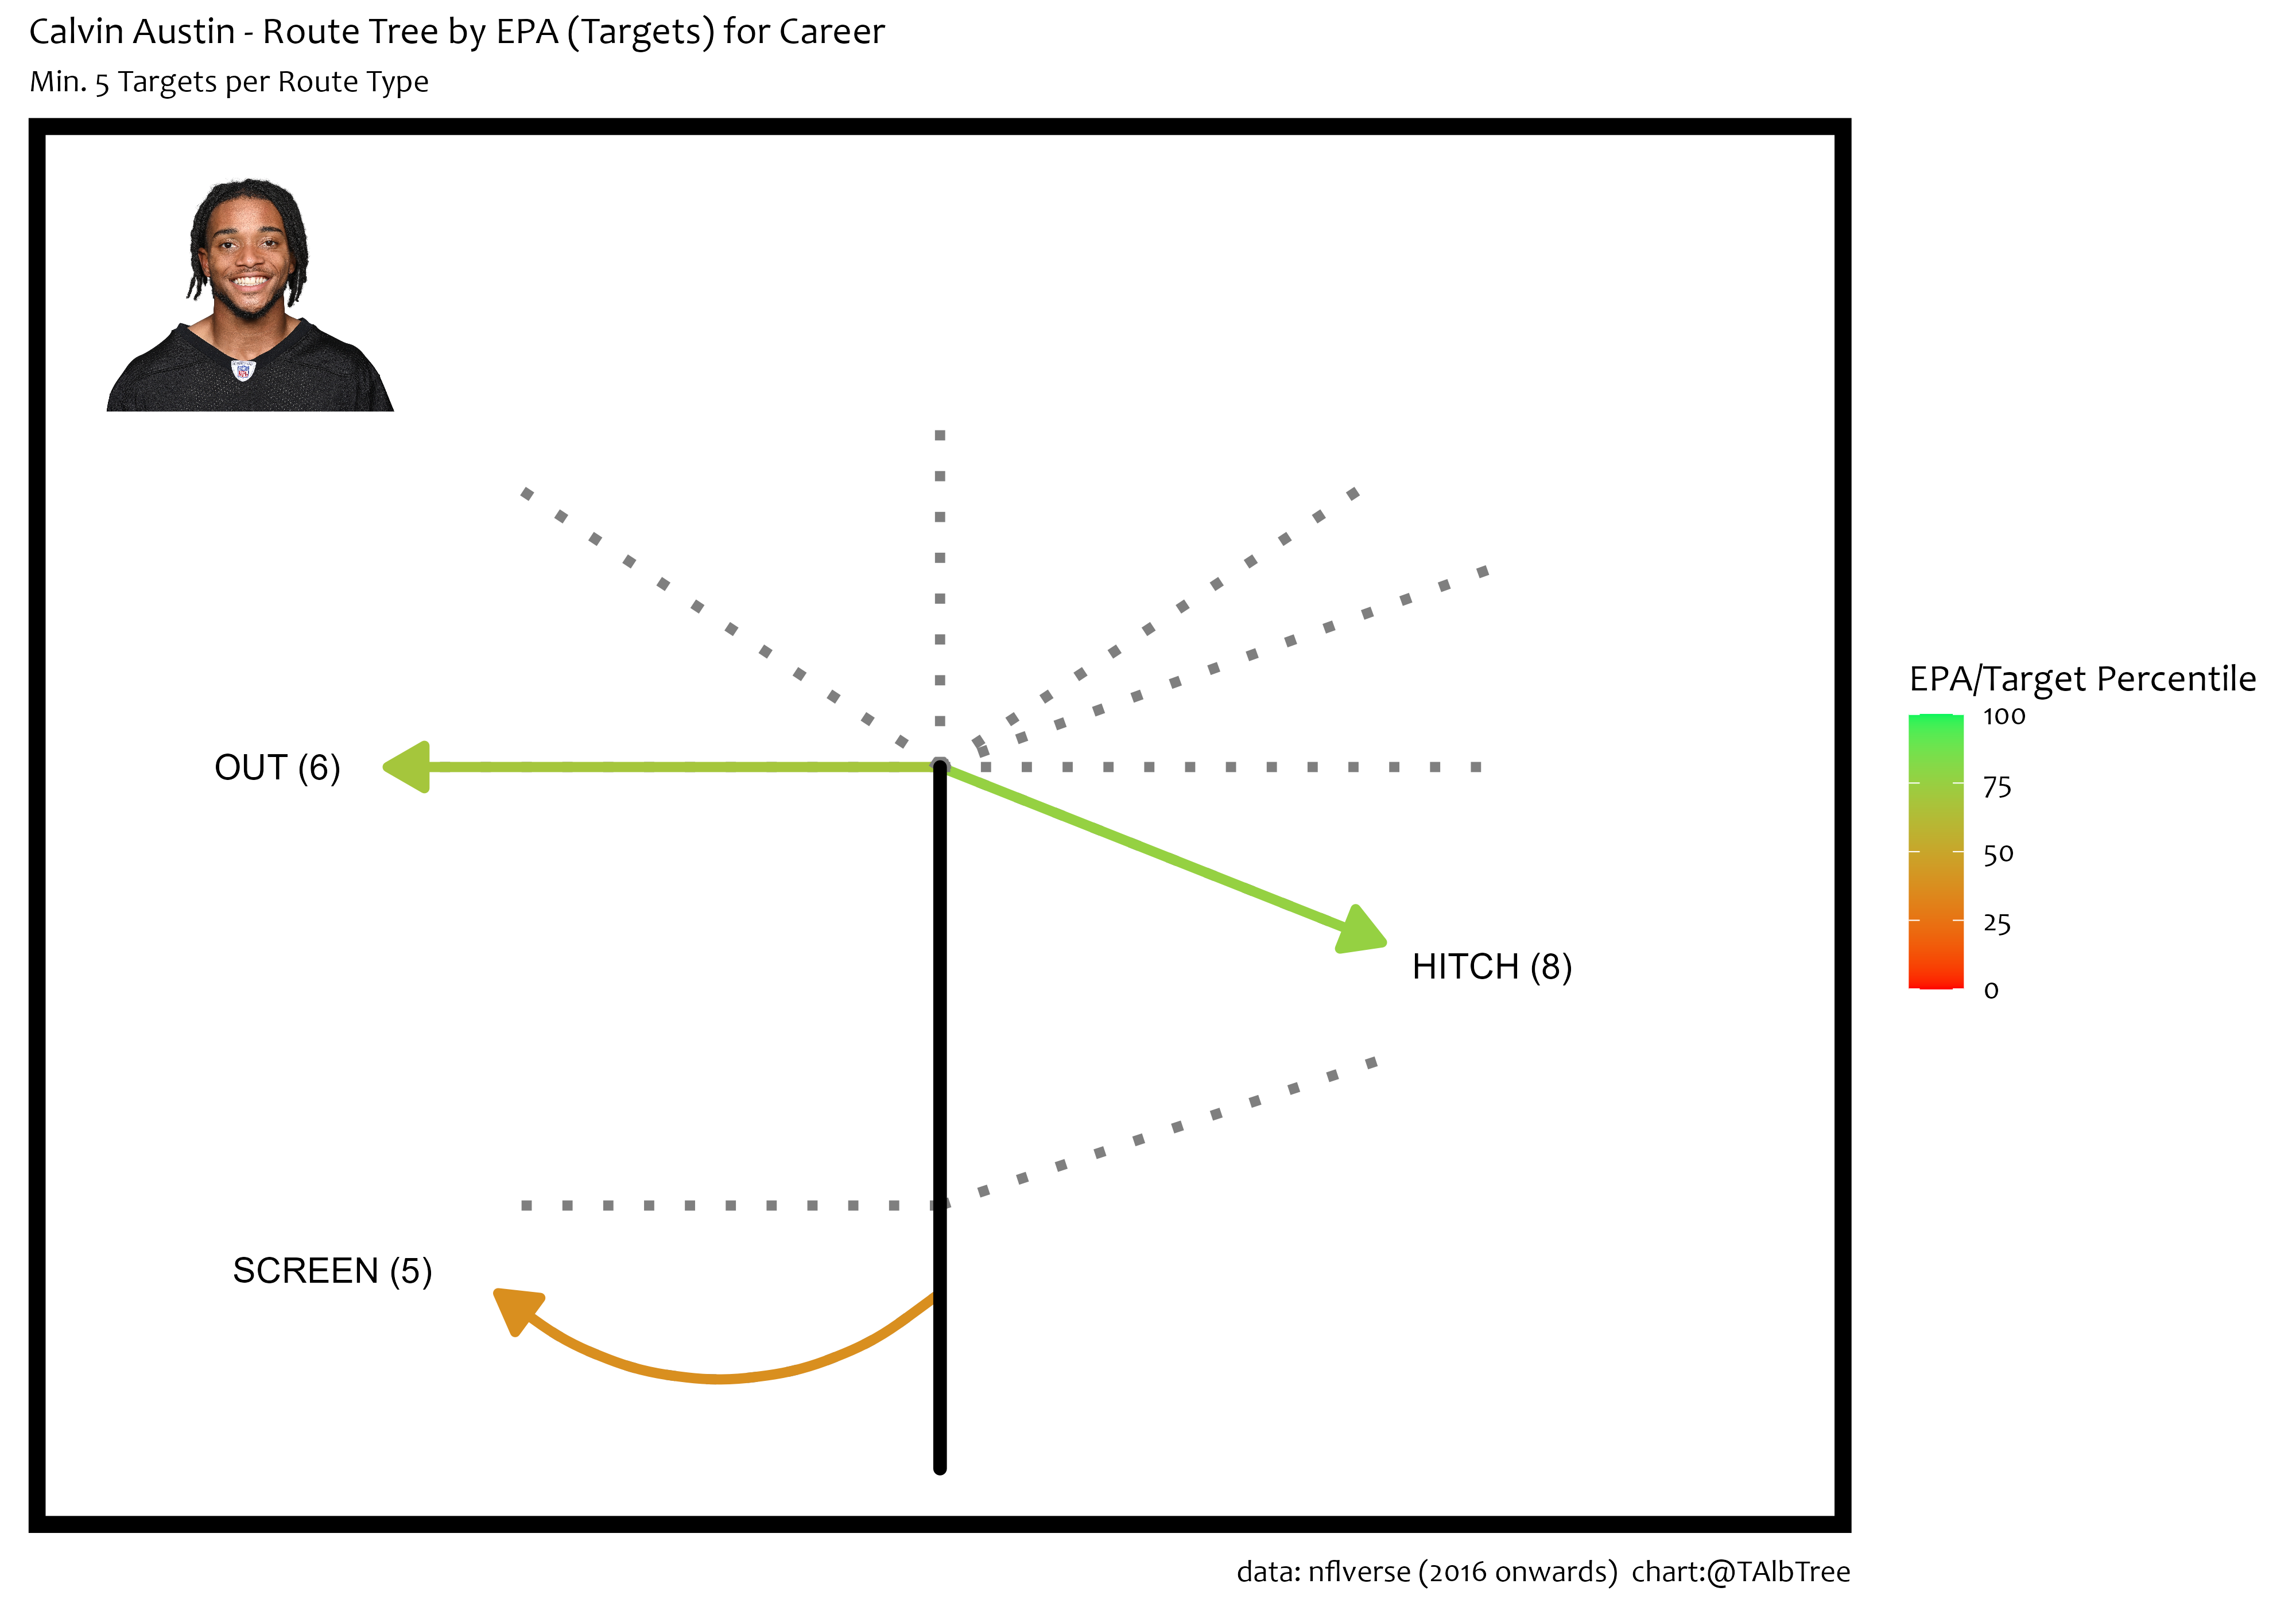 Calvin Austin - Route Tree by EPA (Targets) for Career
Min. 5 Targets per Route Type
OUT (6)
HITCH (8)
SCREEN (5)
EPA/Target Percentile
100
75
50
25
0
data: nflverse (2016 onwards) chart:@TAlbTree